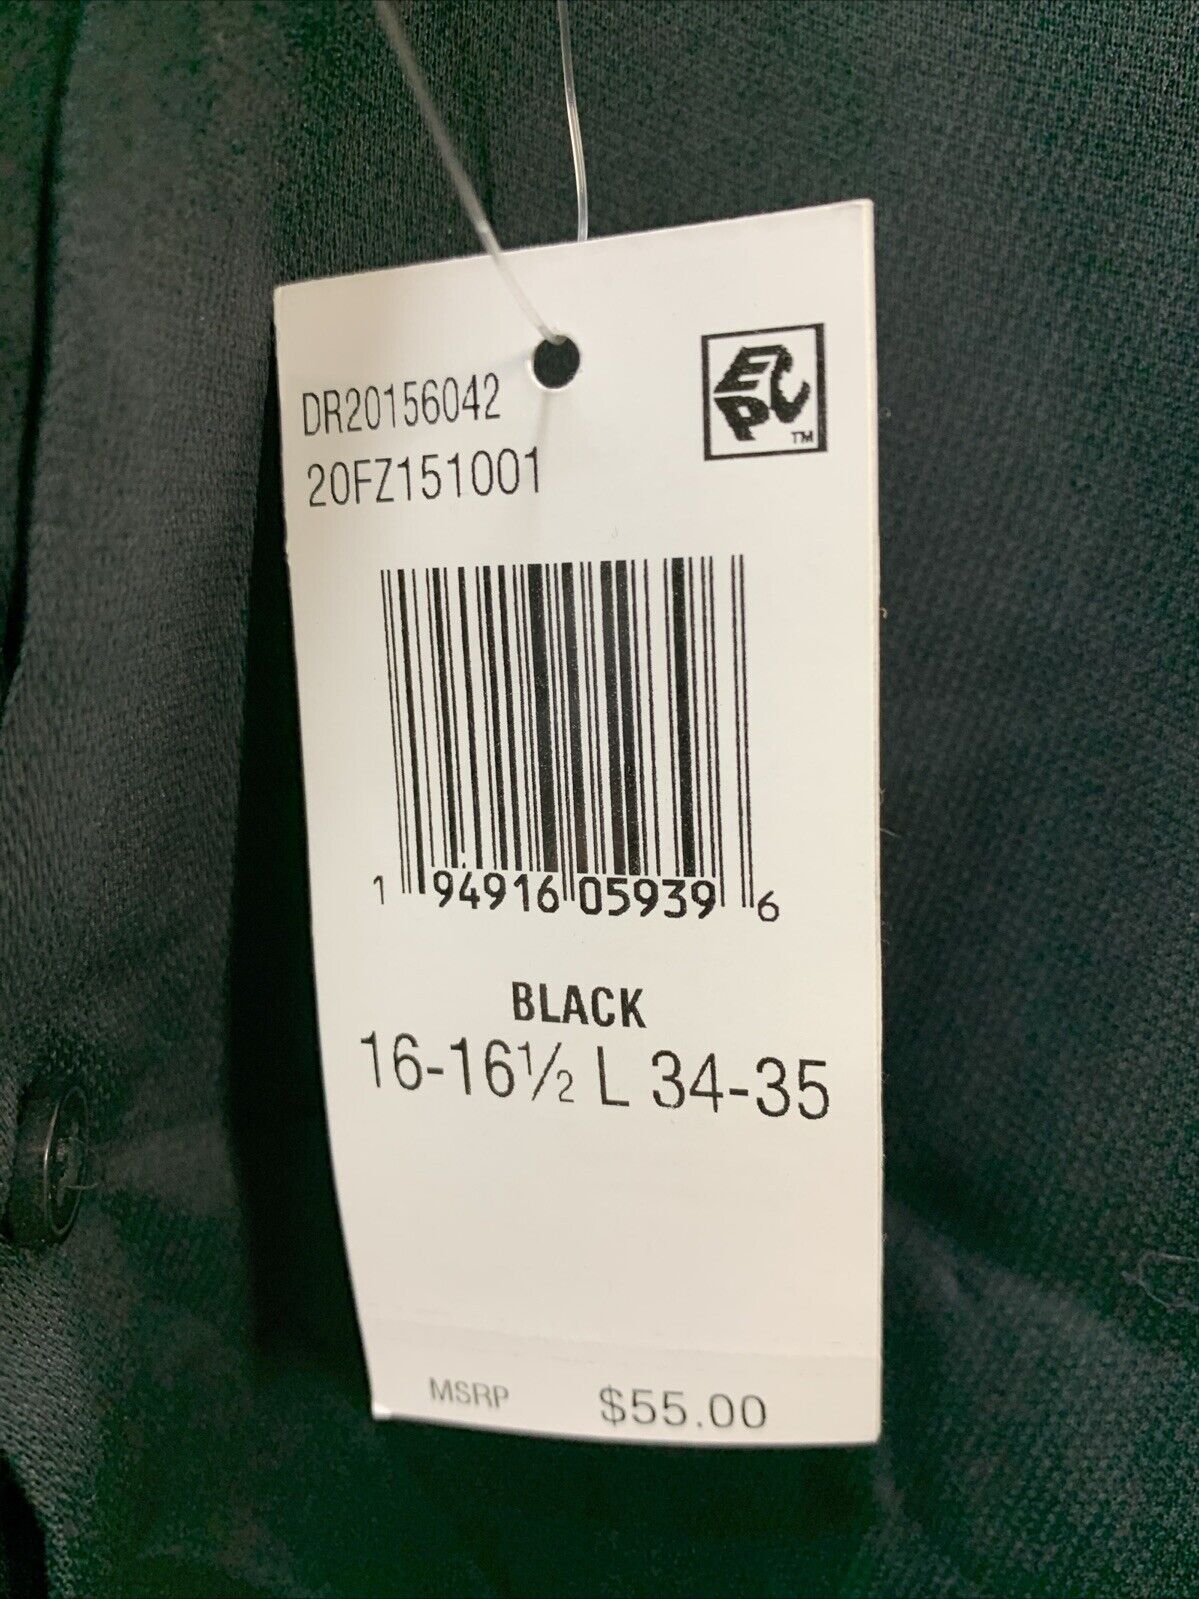 DR20156042
20FZ151001
EPC TM
1 94916 05939 6
BLACK
16-16½ L 34-35
MSRP $55.00